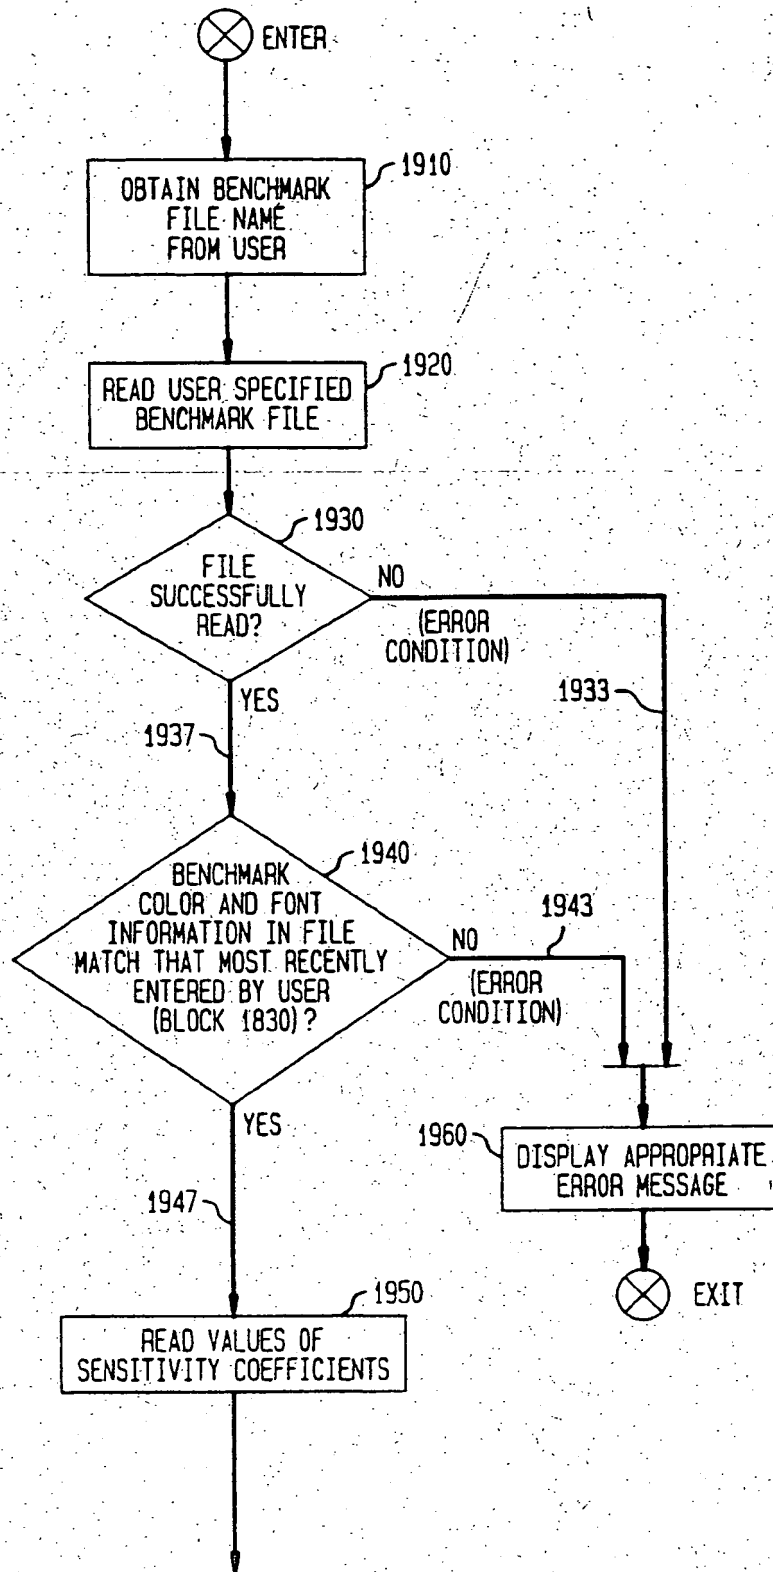 ENTER
1910
OBTAIN BENCHMARK
FILE NAME
FROM USER
1920
READ USER SPECIFIED
BENCHMARK FILE
1930
FILE
SUCCESSFULLY
READ?
NO
(ERROR
CONDITION)
YES
1933
1937
1940
BENCHMARK
COLOR AND FONT
INFORMATION IN FILE
MATCH THAT MOST RECENTLY
ENTERED BY USER
(BLOCK 1830)?
1943
NO
(ERROR
CONDITION)
YES
1960
DISPLAY APPROPRIATE
ERROR MESSAGE
1947
EXIT
1950
READ VALUES OF
SENSITIVITY COEFFICIENTS